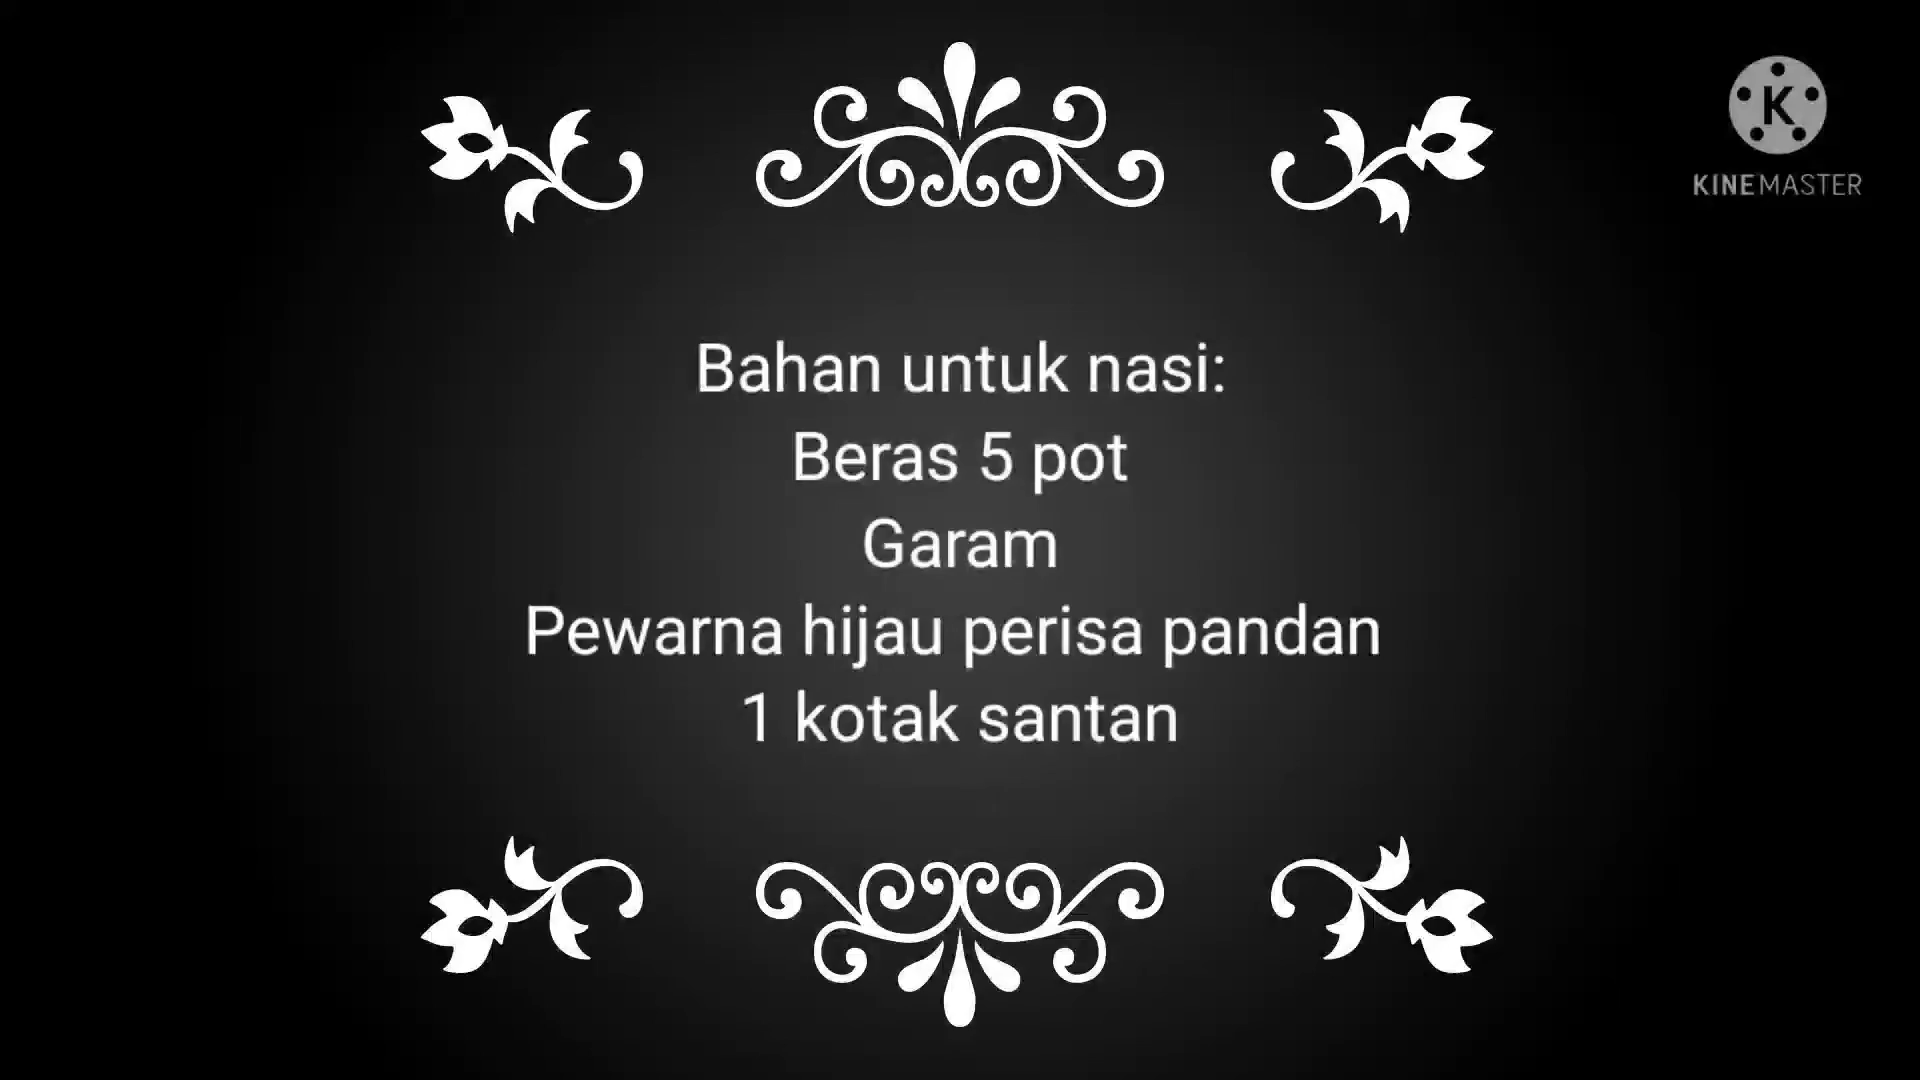 K
KINEMASTER
Bahan untuk nasi:
Beras 5 pot
Garam
Pewarna hijau perisa pandan
1 kotak santan